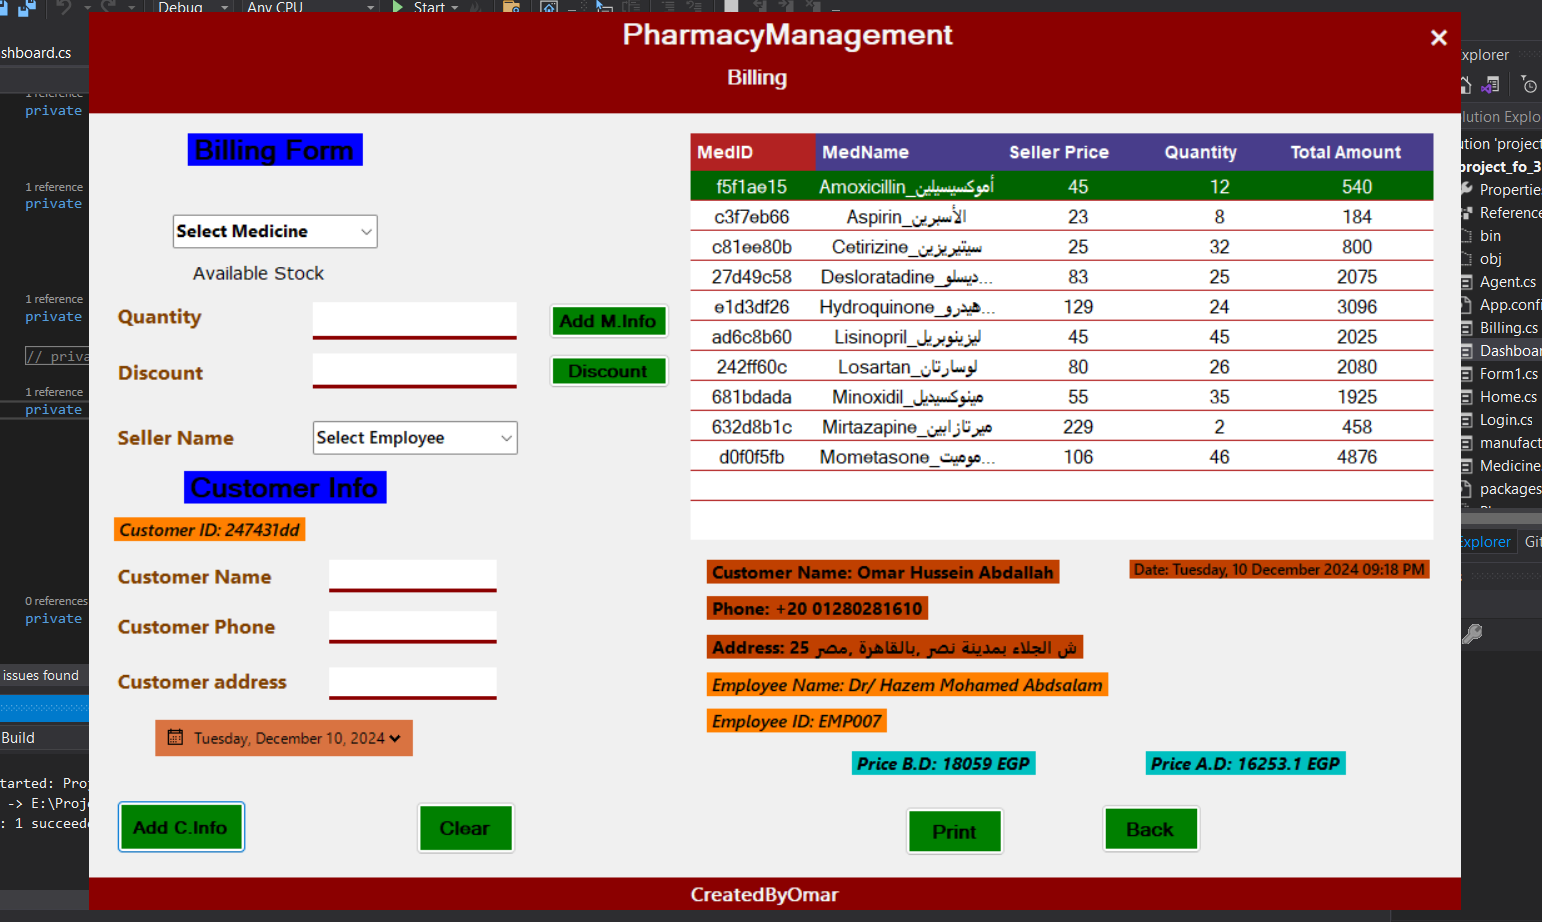 Debug Any CPU Start
PharmacyManagement
Billing
shboard.cs
1 reference
private
1 reference
private
1 reference
private
// priva
1 reference
private
0 references
private
issues found
Build
tarted: Proj
-> E:\Proje
: 1 succeede
Billing Form
Select Medicine
Available Stock
Quantity
Add M.Info
Discount
Discount
Seller Name
Select Employee
Customer Info
Customer ID: 247431dd
Customer Name
Customer Phone
Customer address
Tuesday, December 10, 2024
Add C.Info
Clear
MedID MedName Seller Price Quantity Total Amount
f5f1ae15 Amoxicillin_أموكسيسيلين 45 12 540
c3f7eb66 Aspirin_الأسبرين 23 8 184
c81ee80b Cetirizine_سيتيريزين 25 32 800
27d49c58 Desloratadine_ديسلو... 83 25 2075
e1d3df26 Hydroquinone_هيدرو... 129 24 3096
ad6c8b60 Lisinopril_ليزينوبريل 45 45 2025
242ff60c Losartan_لوسارتان 80 26 2080
681bdada Minoxidil_مينوكسيديل 55 35 1925
632d8b1c Mirtazapine_ميرتازابين 229 2 458
d0f0f5fb Mometasone_موميت... 106 46 4876
Customer Name: Omar Hussein Abdallah
Date: Tuesday, 10 December 2024 09:18 PM
Phone: +20 01280281610
Address: 25 ش الجلاء بمدينة نصر ,بالقاهرة ,مصر
Employee Name: Dr/ Hazem Mohamed Abdsalam
Employee ID: EMP007
Price B.D: 18059 EGP
Price A.D: 16253.1 EGP
Print
Back
CreatedByOmar
xplorer
lution Explo
ution 'project
project_fo_3
Propertie
Reference
bin
obj
Agent.cs
App.confi
Billing.cs
Dashboar
Form1.cs
Home.cs
Login.cs
manufact
Medicine
packages
Explorer Git